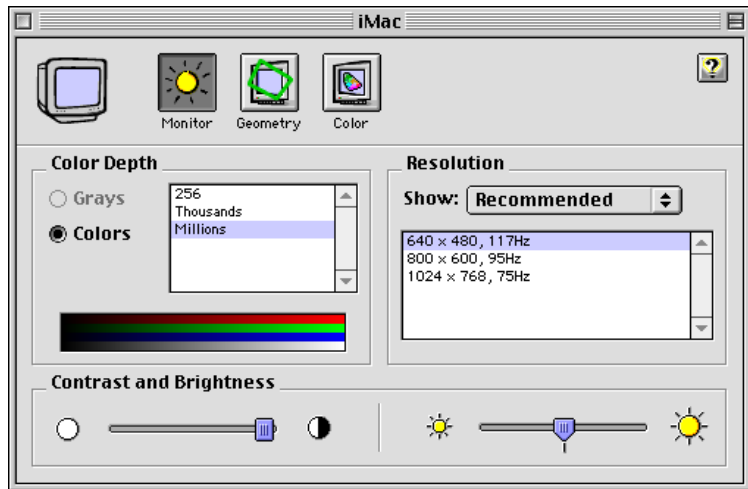 iMac
?
Monitor Geometry Color
Color Depth
Grays
Colors
256
Thousands
Millions
Resolution
Show: Recommended
640 × 480, 117Hz
800 × 600, 95Hz
1024 × 768, 75Hz
Contrast and Brightness